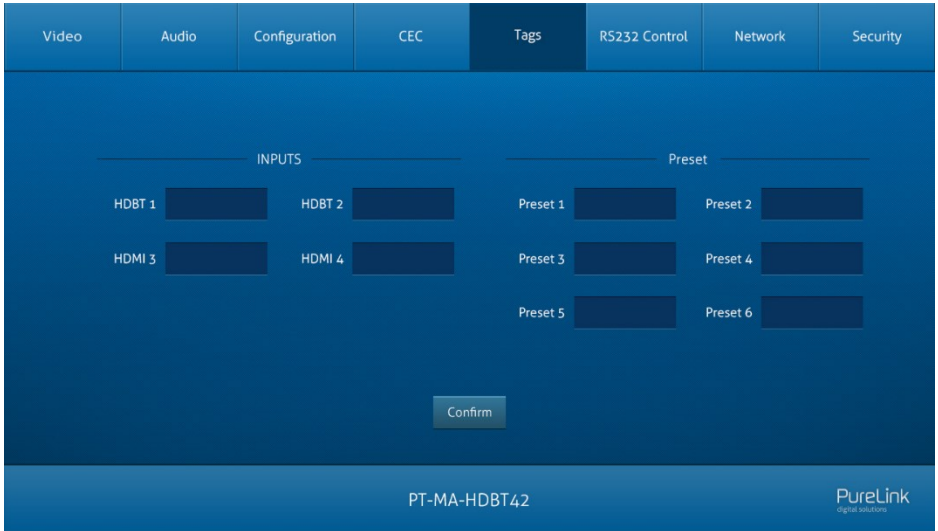 Video Audio Configuration CEC Tags RS232 Control Network Security
INPUTS Preset
HDBT 1 HDBT 2 Preset 1 Preset 2
HDMI 3 HDMI 4 Preset 3 Preset 4
Preset 5 Preset 6
Confirm
PT-MA-HDBT42
PureLink
digital solutions